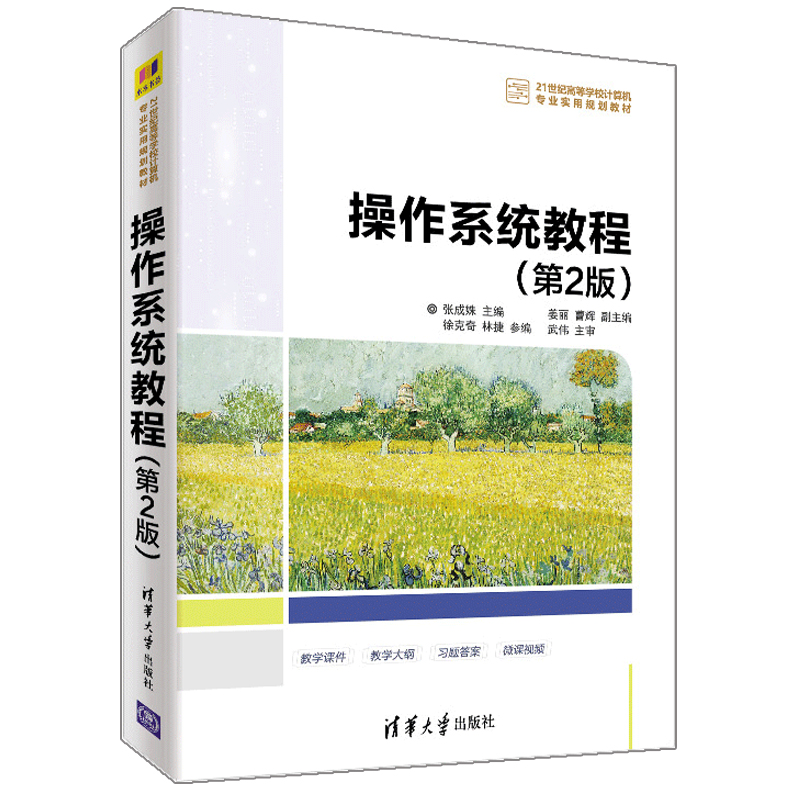 21世纪高等学校计算机
专业实用规划教材
操作系统教程
(第2版)
◎ 张成姝 主编 姜丽 曹辉 副主编
徐克奇 林捷 参编 武伟 主审
教学课件 教学大纲 习题答案 微课视频
清华大学出版社
书圈
21世纪高等学校计算机
专业实用规划教材
操作系统教程(第2版)
清华大学出版社